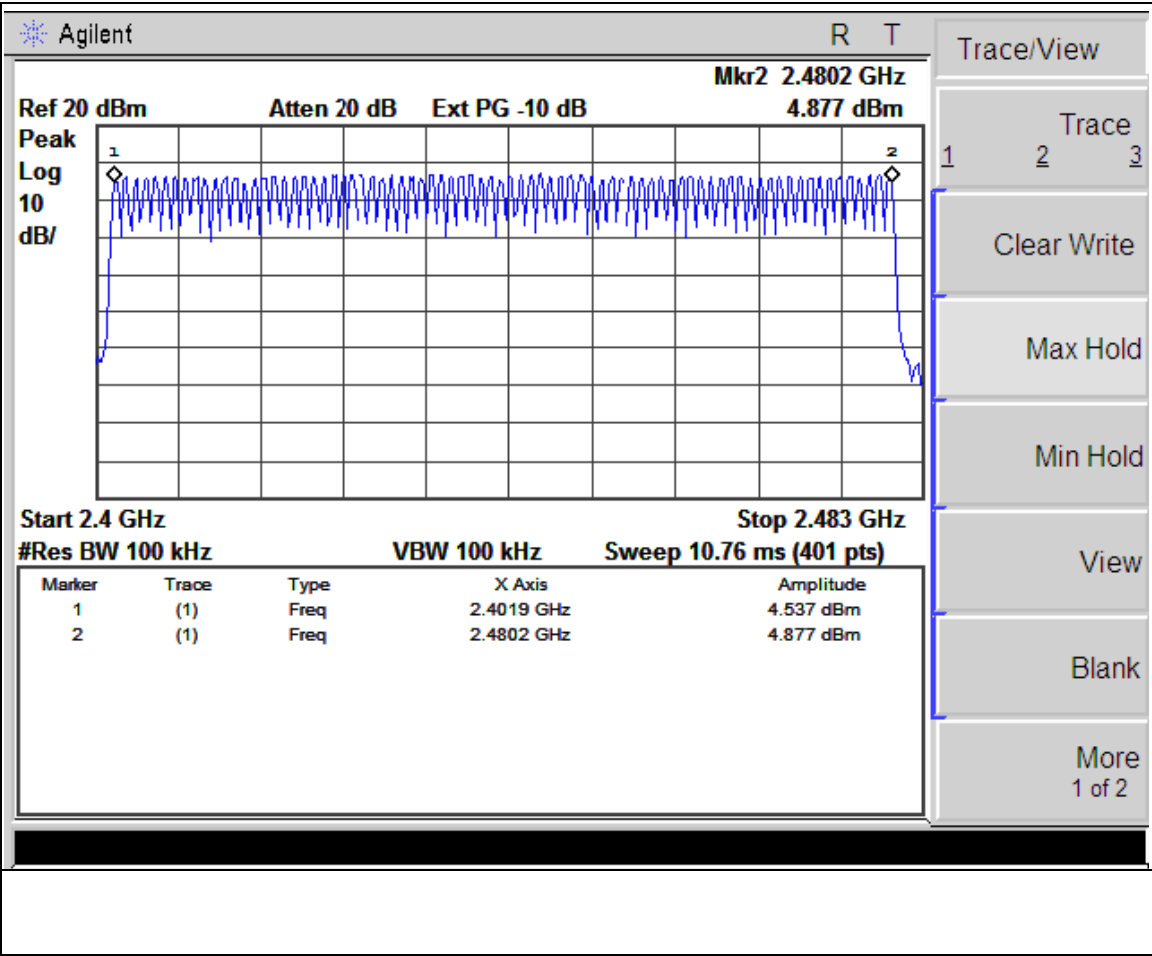 Agilent R T
Mkr2 2.4802 GHz
Ref 20 dBm Atten 20 dB Ext PG -10 dB 4.877 dBm
Peak
Log
10
dB/
1 2
Start 2.4 GHz Stop 2.483 GHz
#Res BW 100 kHz VBW 100 kHz Sweep 10.76 ms (401 pts)
Marker Trace Type X Axis Amplitude
1 (1) Freq 2.4019 GHz 4.537 dBm
2 (1) Freq 2.4802 GHz 4.877 dBm
Trace/View
Trace
1 2 3
Clear Write
Max Hold
Min Hold
View
Blank
More
1 of 2